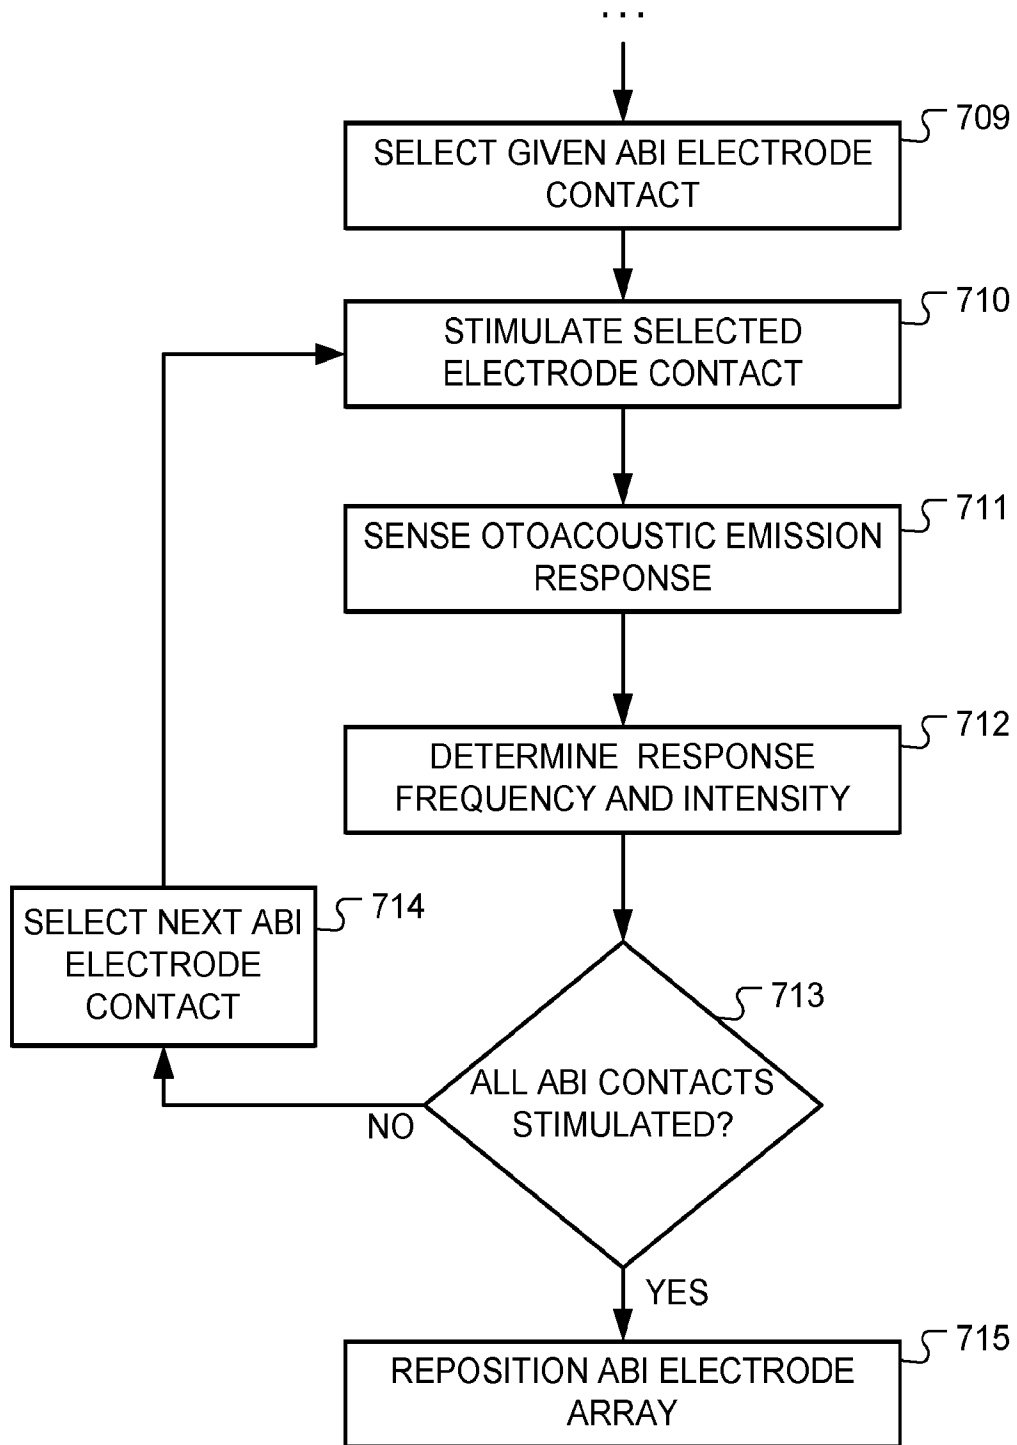 ...
709
SELECT GIVEN ABI ELECTRODE
CONTACT
710
STIMULATE SELECTED
ELECTRODE CONTACT
711
SENSE OTOACOUSTIC EMISSION
RESPONSE
712
DETERMINE RESPONSE
FREQUENCY AND INTENSITY
714
SELECT NEXT ABI
ELECTRODE
CONTACT
713
ALL ABI CONTACTS
STIMULATED?
NO
YES
715
REPOSITION ABI ELECTRODE
ARRAY